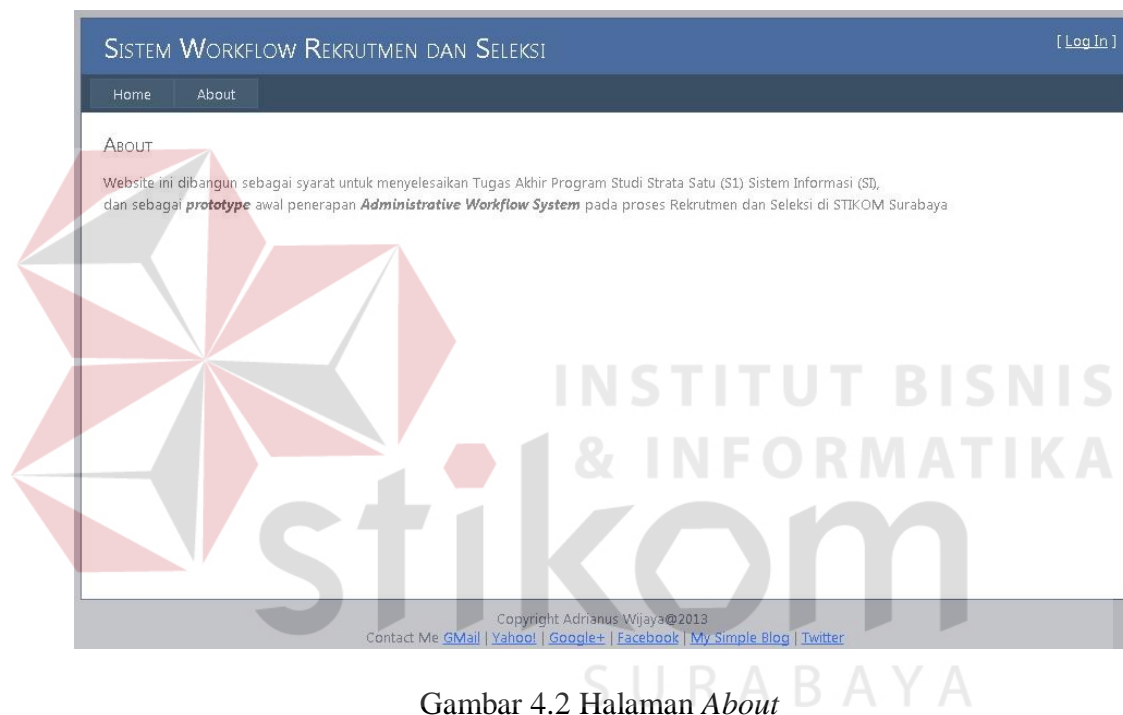 SISTEM WORKFLOW REKRUTMEN DAN SELEKSI
[ Log In ]
Home About
ABOUT
Website ini dibangun sebagai syarat untuk menyelesaikan Tugas Akhir Program Studi Strata Satu (S1) Sistem Informasi (SI),
dan sebagai prototype awal penerapan Administrative Workflow System pada proses Rekrutmen dan Seleksi di STIKOM Surabaya
INSTITUT BISNIS
& INFORMATIKA
stikom
SURABAYA
Copyright Adrianus Wijaya@2013
Contact Me GMail | Yahoo! | Google+ | Facebook | My Simple Blog | Twitter
Gambar 4.2 Halaman About